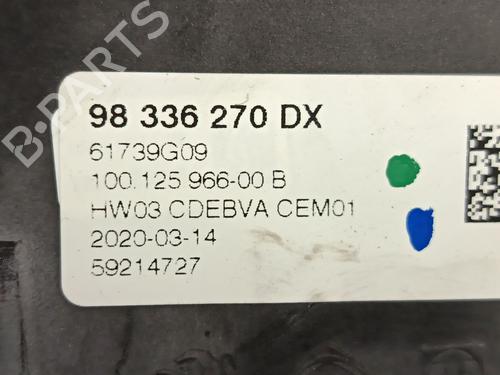 B-PARTS
98 336 270 DX
61739G09
100.125 966-00 B
HW03 CDEBVA CEM01
2020-03-14
59214727